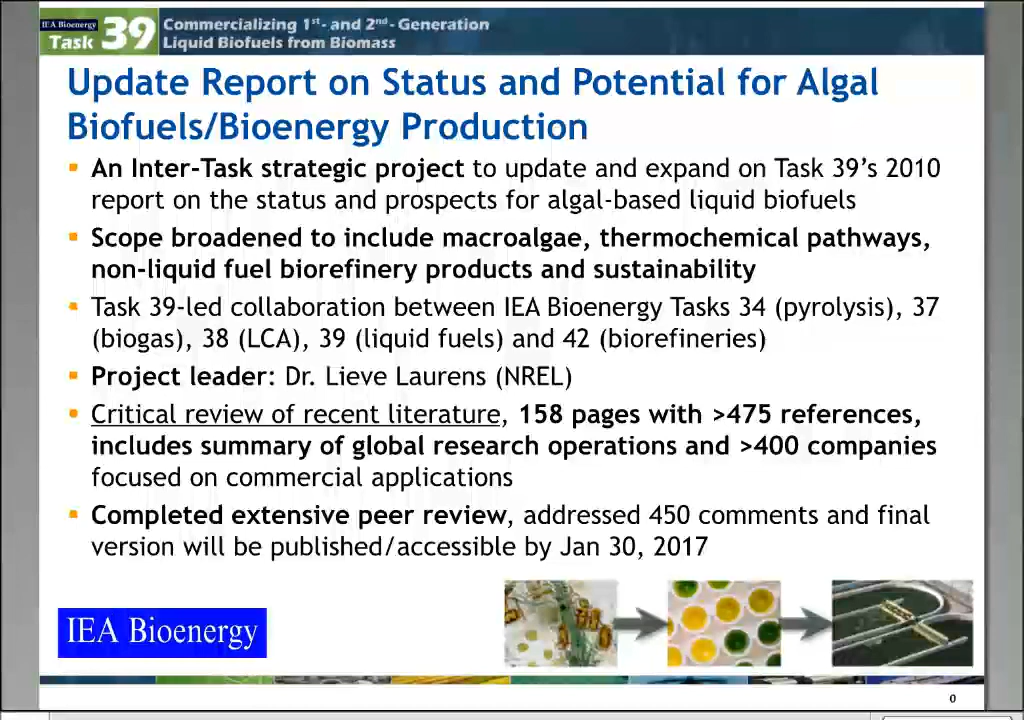 IEA Bioenergy
Task 39
Commercializing 1st- and 2nd- Generation
Liquid Biofuels from Biomass
Update Report on Status and Potential for Algal
Biofuels/Bioenergy Production
An Inter-Task strategic project to update and expand on Task 39’s 2010
report on the status and prospects for algal-based liquid biofuels
Scope broadened to include macroalgae, thermochemical pathways,
non-liquid fuel biorefinery products and sustainability
Task 39-led collaboration between IEA Bioenergy Tasks 34 (pyrolysis), 37
(biogas), 38 (LCA), 39 (liquid fuels) and 42 (biorefineries)
Project leader: Dr. Lieve Laurens (NREL)
Critical review of recent literature, 158 pages with >475 references,
includes summary of global research operations and >400 companies
focused on commercial applications
Completed extensive peer review, addressed 450 comments and final
version will be published/accessible by Jan 30, 2017
IEA Bioenergy
0